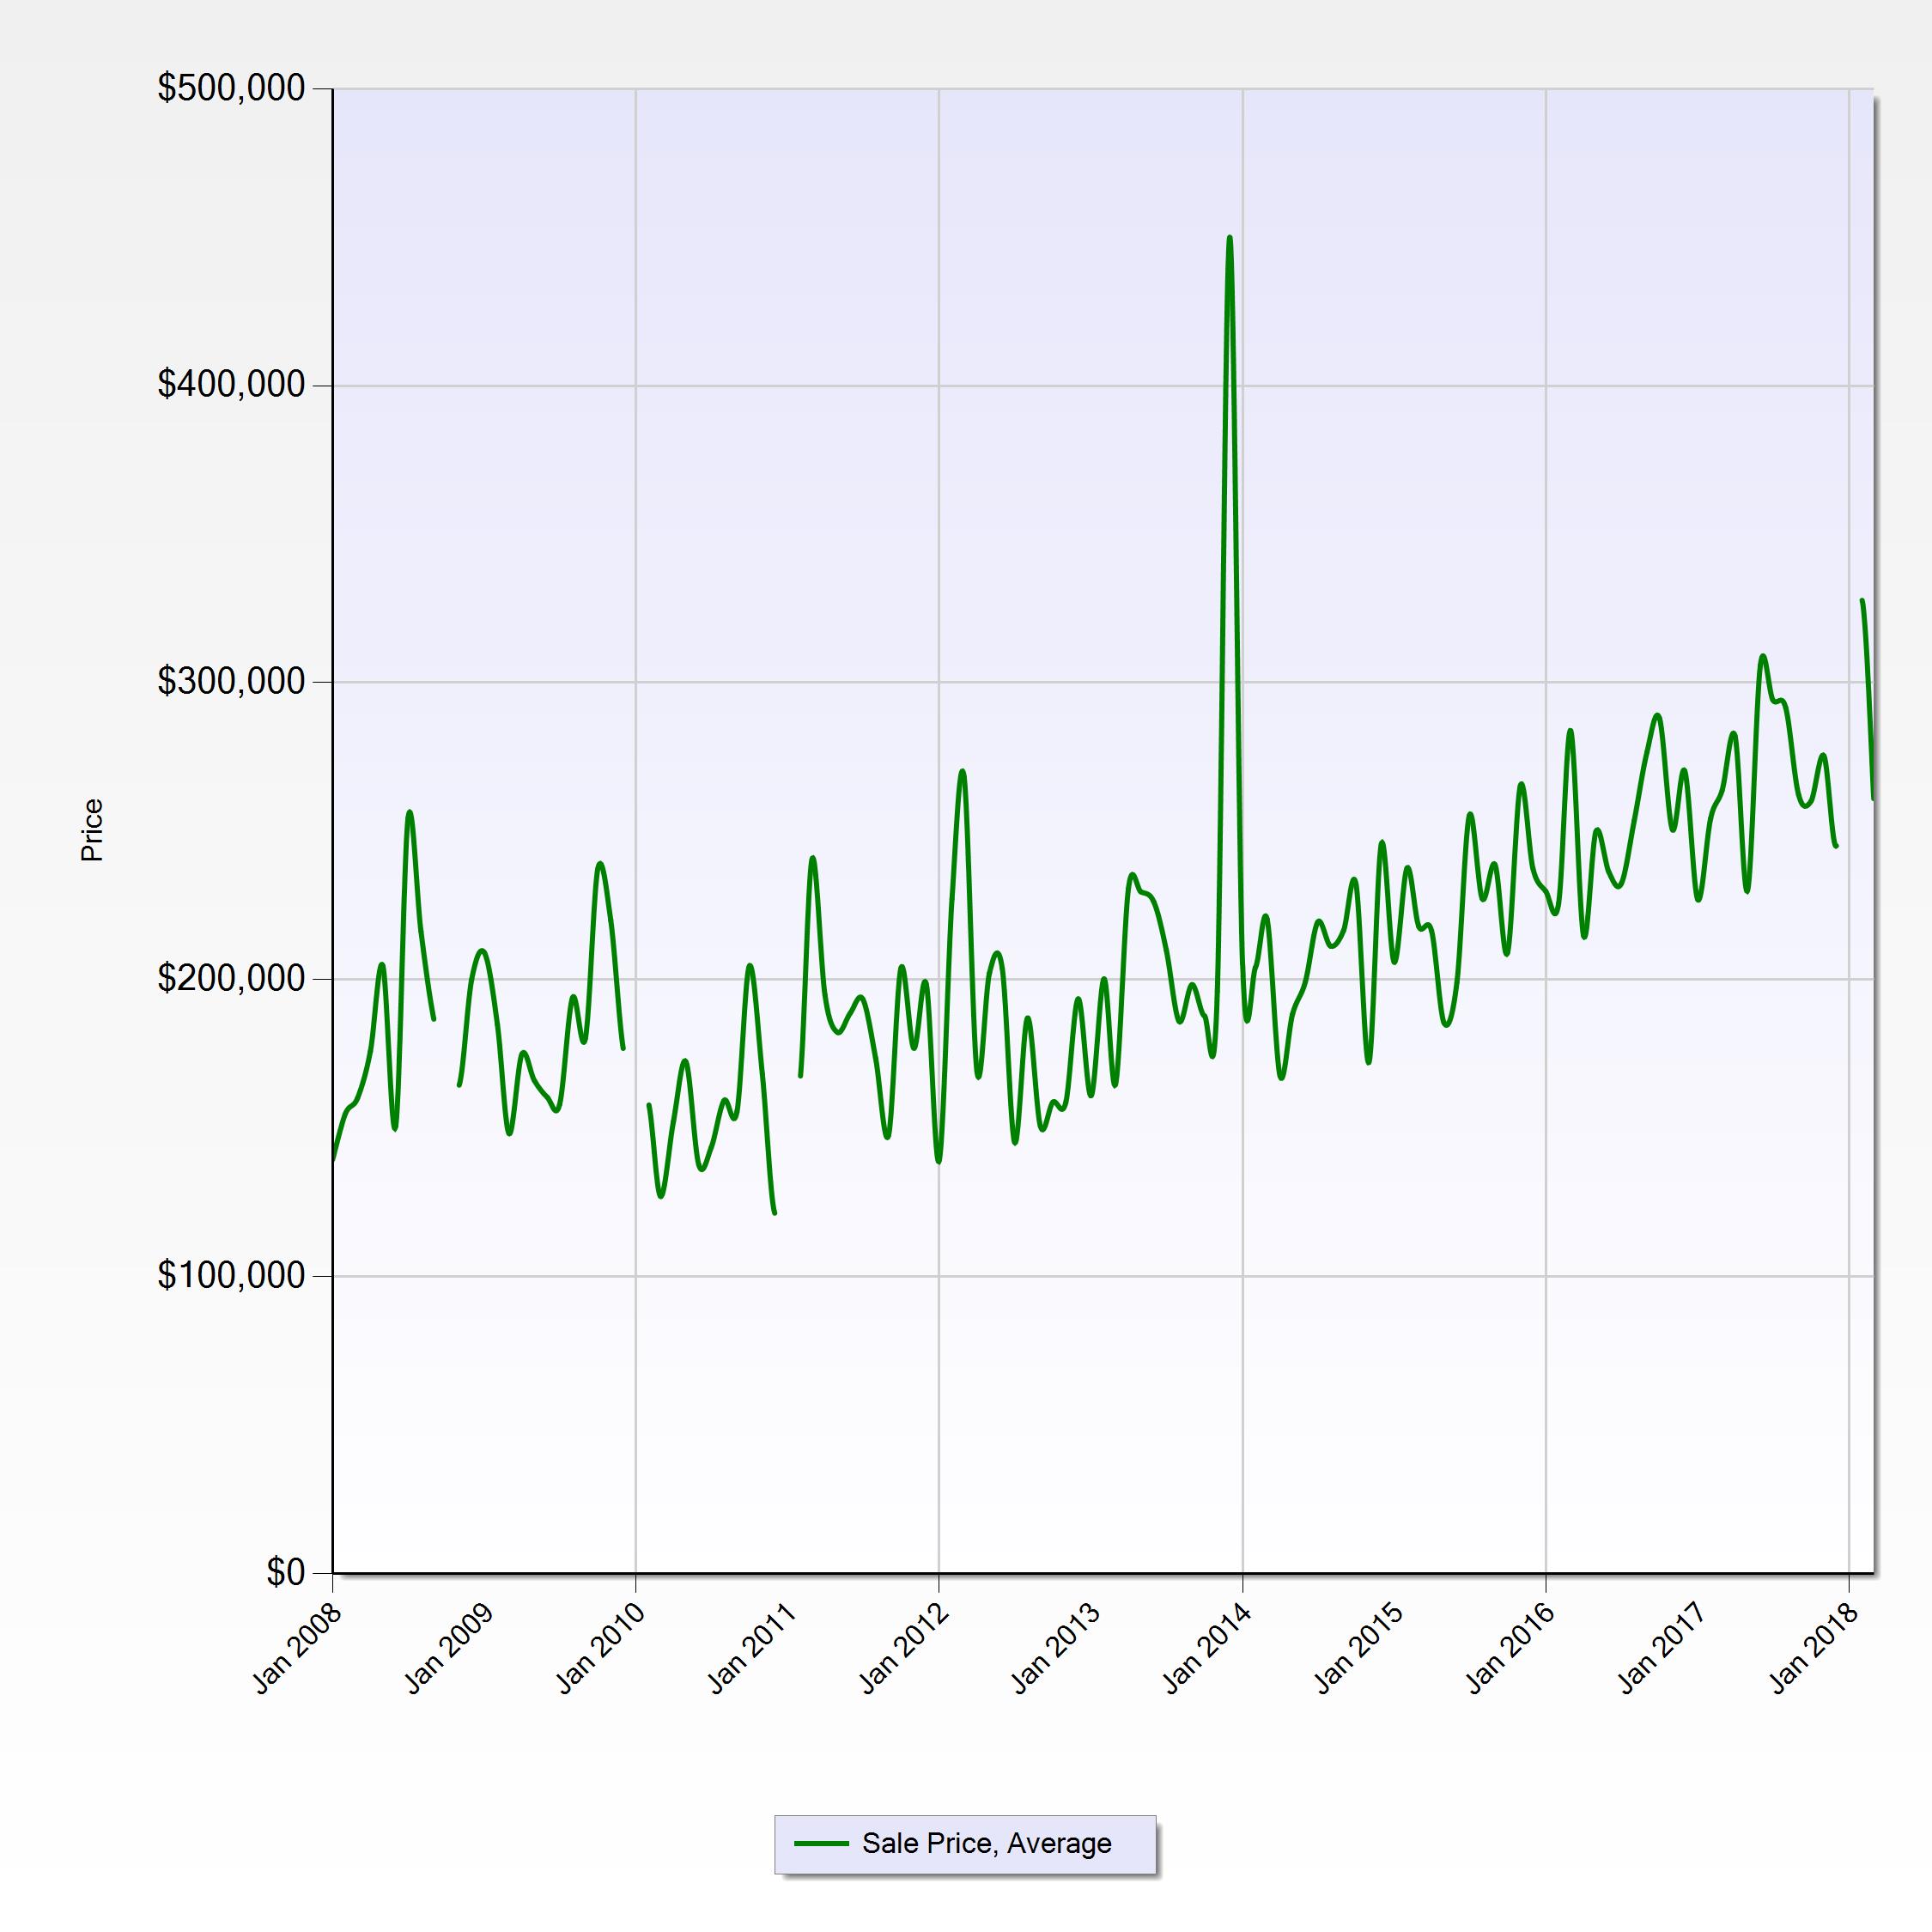 $500,000
$400,000
$300,000
$200,000
$100,000
$0
Price
Jan 2008
Jan 2009
Jan 2010
Jan 2011
Jan 2012
Jan 2013
Jan 2014
Jan 2015
Jan 2016
Jan 2017
Jan 2018
Sale Price, Average